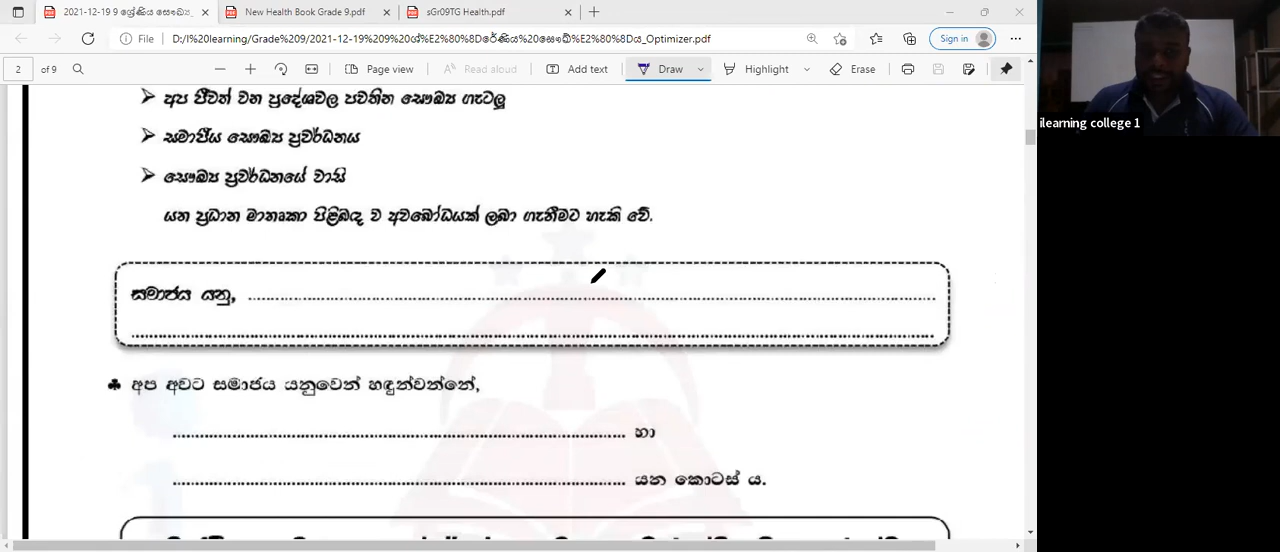 2021-12-19 9 ශ්‍රේණිය සෞඛ්‍ය
New Health Book Grade 9.pdf
sGr09TG Health.pdf
File
D:/I%20learning/Grade%209/2021-12-19%209%20ශ්%E2%80%8Dරේණිය%20සෞඛ්%E2%80%8Dය_Optimizer.pdf
Sign in
2 of 9
Page view
Read aloud
Add text
Draw
Highlight
Erase
ilearning college 1
අප ජීවත් වන ප්‍රදේශවල පවතින සෞඛ්‍ය ගැටලු
සමාජීය සෞඛ්‍ය ප්‍රවර්ධනය
සෞඛ්‍ය ප්‍රවර්ධනයේ වාසි
යන ප්‍රධාන මාතෘකා පිළිබඳ ව අවබෝධයක් ලබා ගැනීමට හැකි වේ.
සමාජය යනු,
අප අවට සමාජය යනුවෙන් හඳුන්වන්නේ,
හා
යන කොටස් ය.